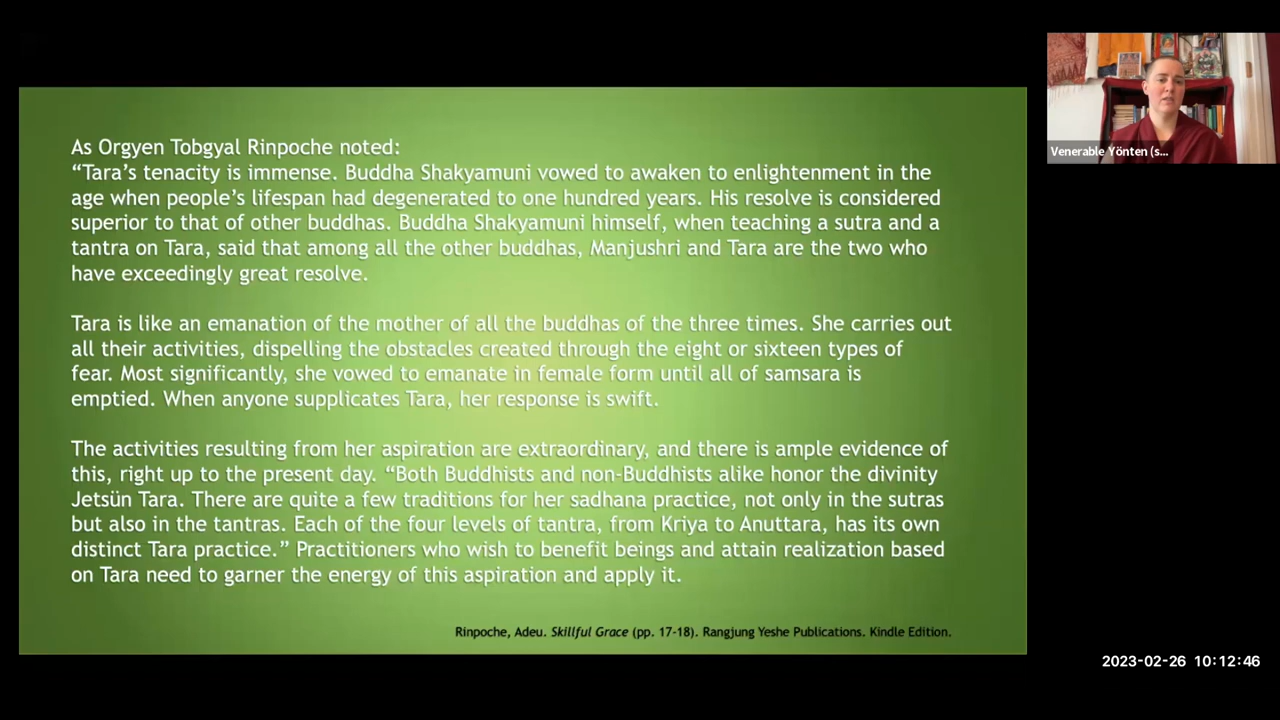 As Orgyen Tobgyal Rinpoche noted:
“Tara’s tenacity is immense. Buddha Shakyamuni vowed to awaken to enlightenment in the
age when people’s lifespan had degenerated to one hundred years. His resolve is considered
superior to that of other buddhas. Buddha Shakyamuni himself, when teaching a sutra and a
tantra on Tara, said that among all the other buddhas, Manjushri and Tara are the two who
have exceedingly great resolve.
Tara is like an emanation of the mother of all the buddhas of the three times. She carries out
all their activities, dispelling the obstacles created through the eight or sixteen types of
fear. Most significantly, she vowed to emanate in female form until all of samsara is
emptied. When anyone supplicates Tara, her response is swift.
The activities resulting from her aspiration are extraordinary, and there is ample evidence of
this, right up to the present day. “Both Buddhists and non-Buddhists alike honor the divinity
Jetsün Tara. There are quite a few traditions for her sadhana practice, not only in the sutras
but also in the tantras. Each of the four levels of tantra, from Kriya to Anuttara, has its own
distinct Tara practice.” Practitioners who wish to benefit beings and attain realization based
on Tara need to garner the energy of this aspiration and apply it.
Rinpoche, Adeu. Skillful Grace (pp. 17-18). Rangjung Yeshe Publications. Kindle Edition.
Venerable Yönten (s...
2023-02-26 10:12:46